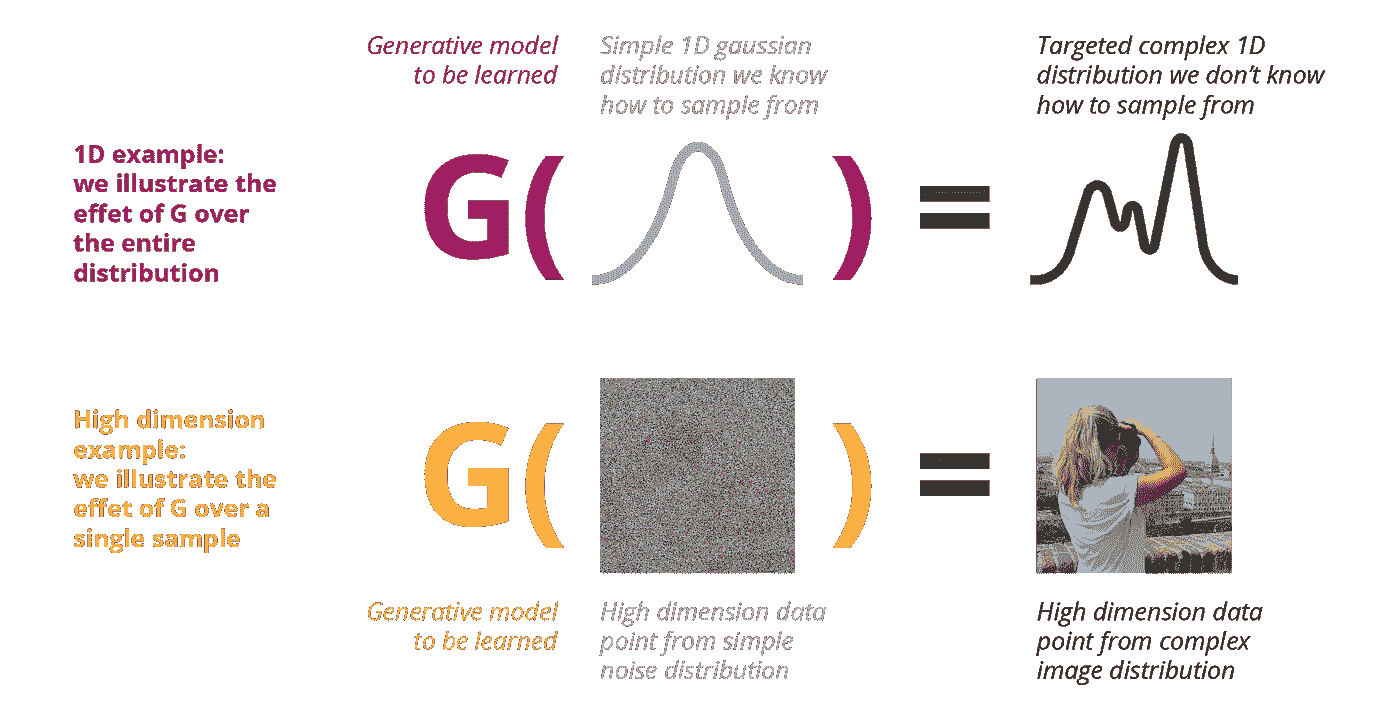 Generative model
to be learned
Simple 1D gaussian
distribution we know
how to sample from
Targeted complex 1D
distribution we don't know
how to sample from
1D example:
we illustrate the
effet of G over
the entire
distribution
G( ) =
High dimension
example:
we illustrate the
effet of G over a
single sample
G( ) =
Generative model
to be learned
High dimension data
point from simple
noise distribution
High dimension data
point from complex
image distribution